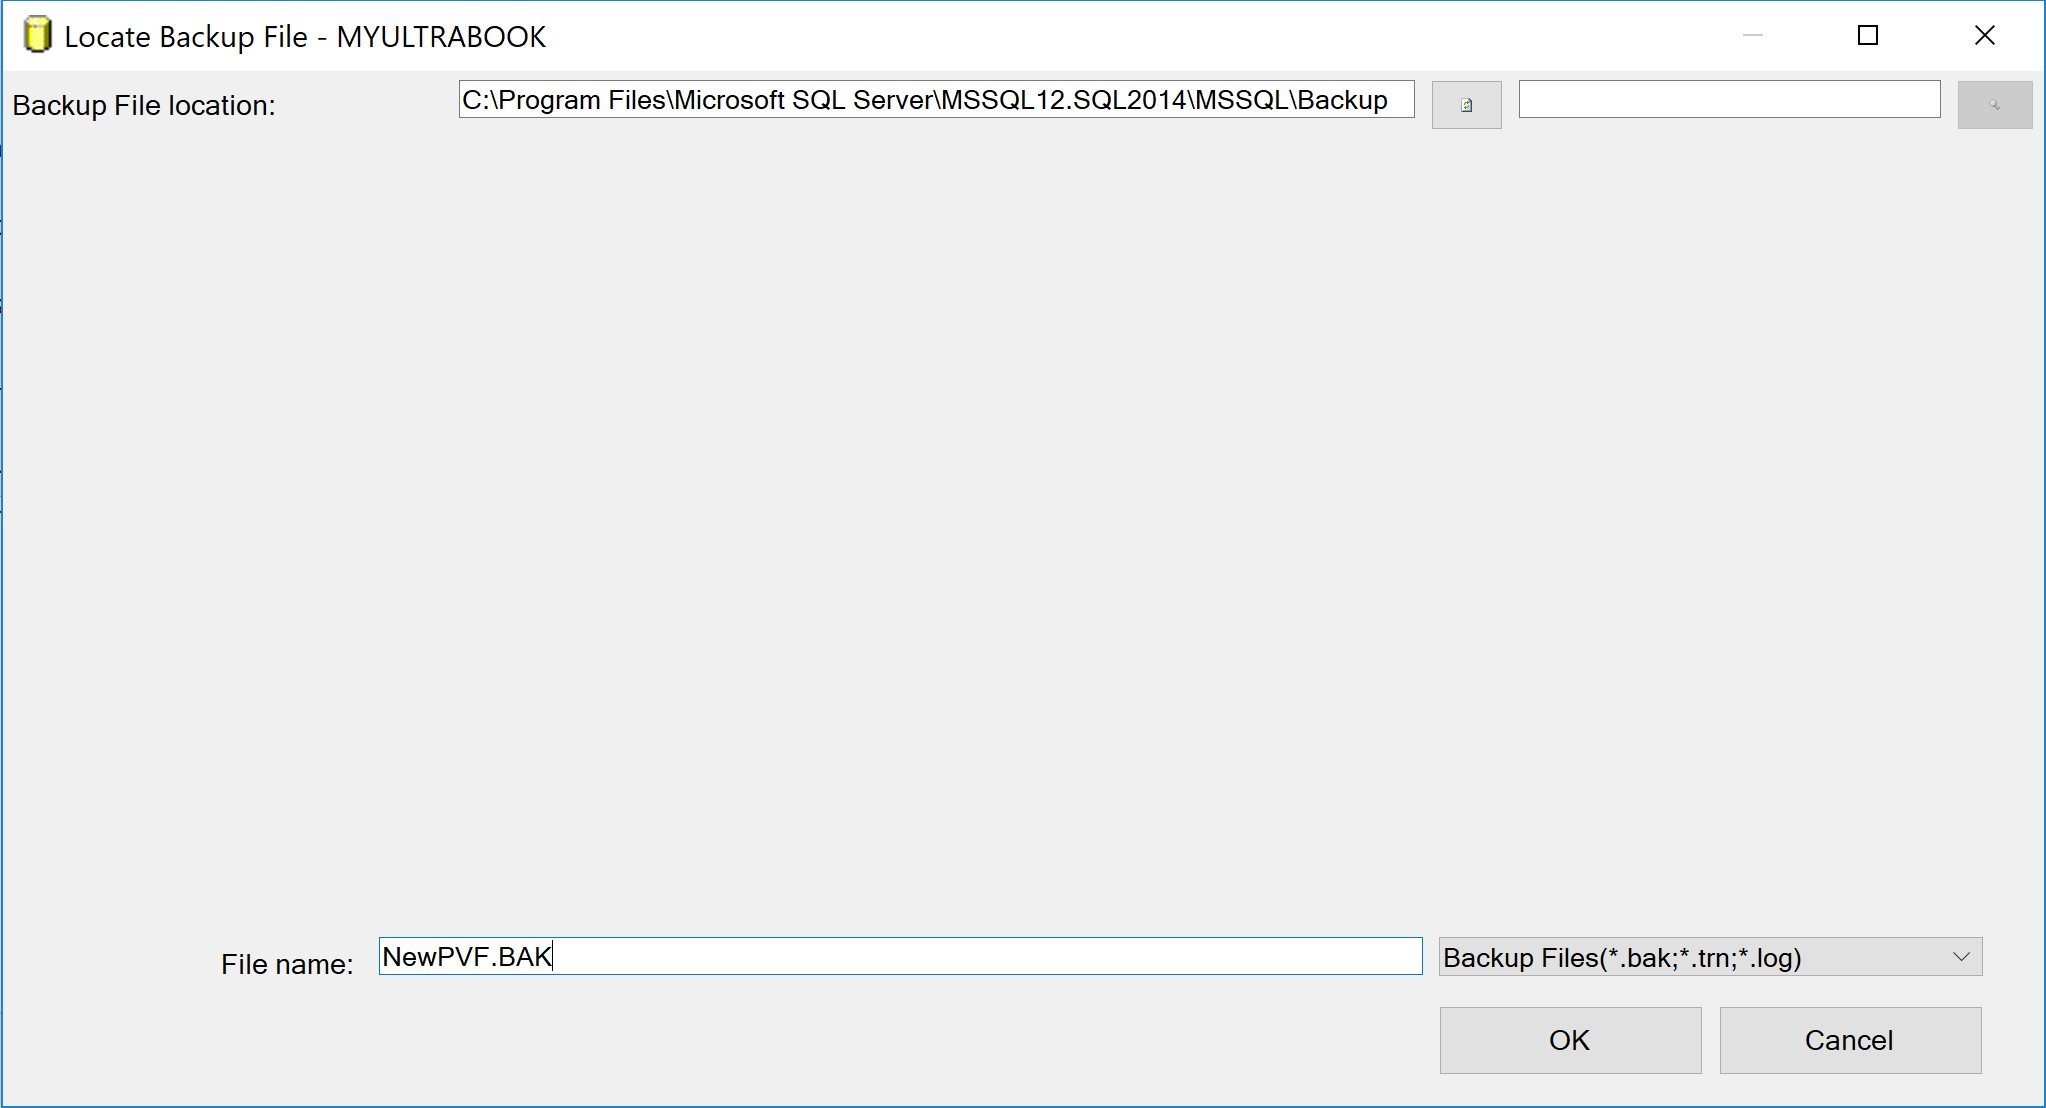 Locate Backup File - MYULTRABOOK
Backup File location:
C:\Program Files\Microsoft SQL Server\MSSQL12.SQL2014\MSSQL\Backup
File name:
NewPVF.BAK
Backup Files(*.bak;*.trn;*.log)
OK
Cancel